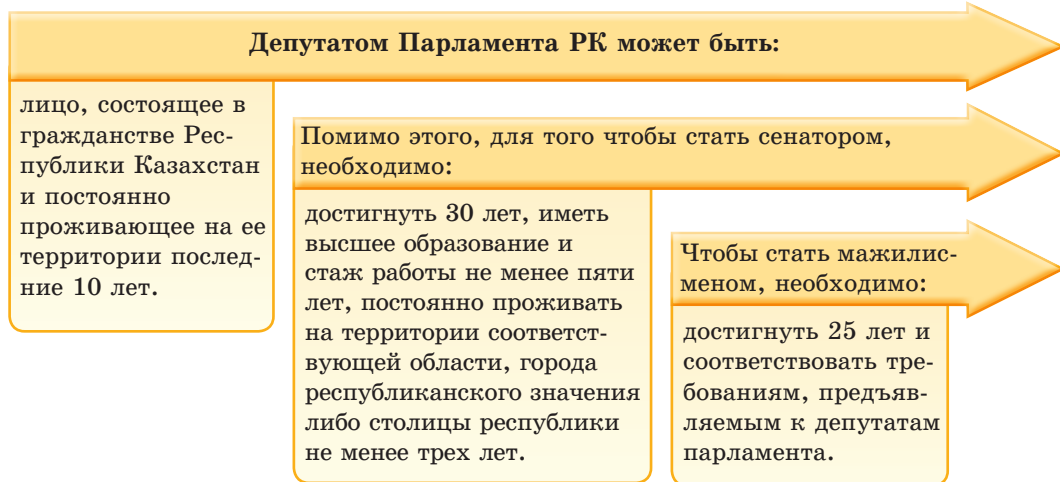 Депутатом Парламента РК может быть:
лицо, состоящее в
гражданстве Рес-
публики Казахстан
и постоянно
проживающее на ее
территории послед-
ние 10 лет.
Помимо этого, для того чтобы стать сенатором,
необходимо:
достигнуть 30 лет, иметь
высшее образование и
стаж работы не менее пяти
лет, постоянно проживать
на территории соответст-
вующей области, города
республиканского значения
либо столицы республики
не менее трех лет.
Чтобы стать мажилис-
меном, необходимо:
достигнуть 25 лет и
соответствовать тре-
бованиям, предъяв-
ляемым к депутатам
парламента.